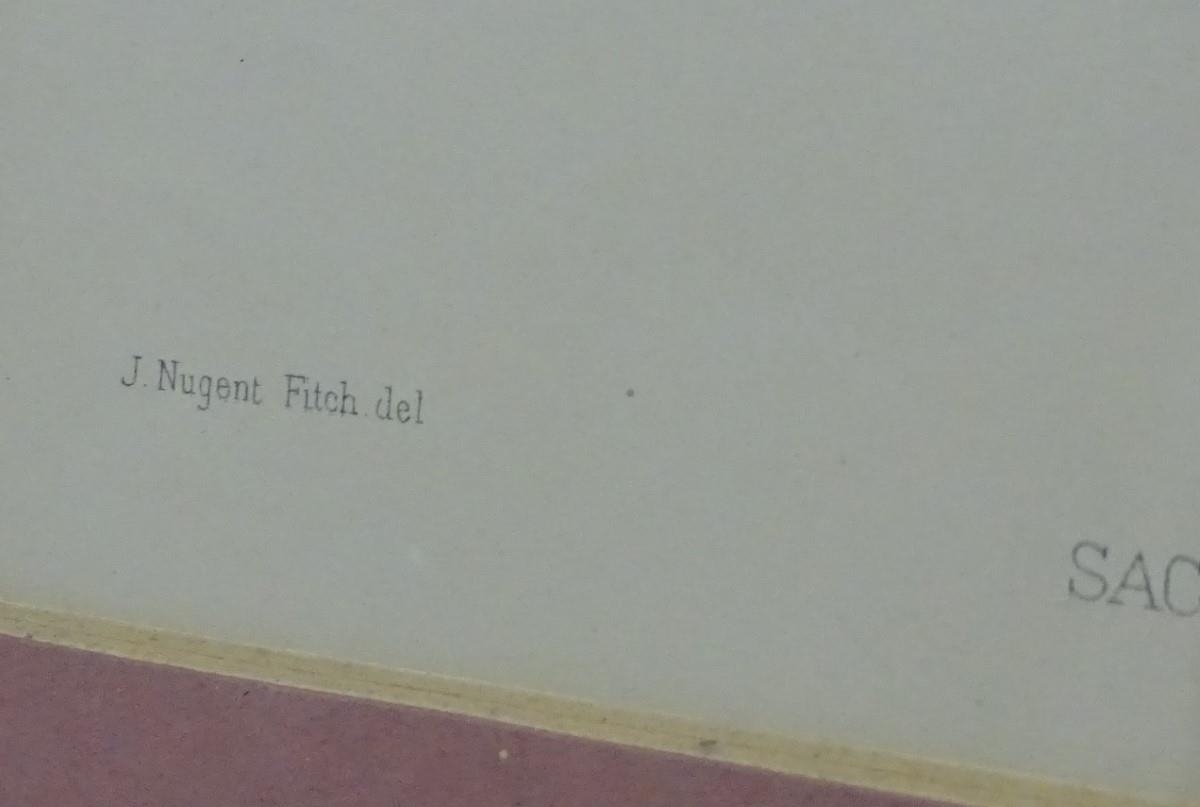 J. Nugent Fitch. del
SAC